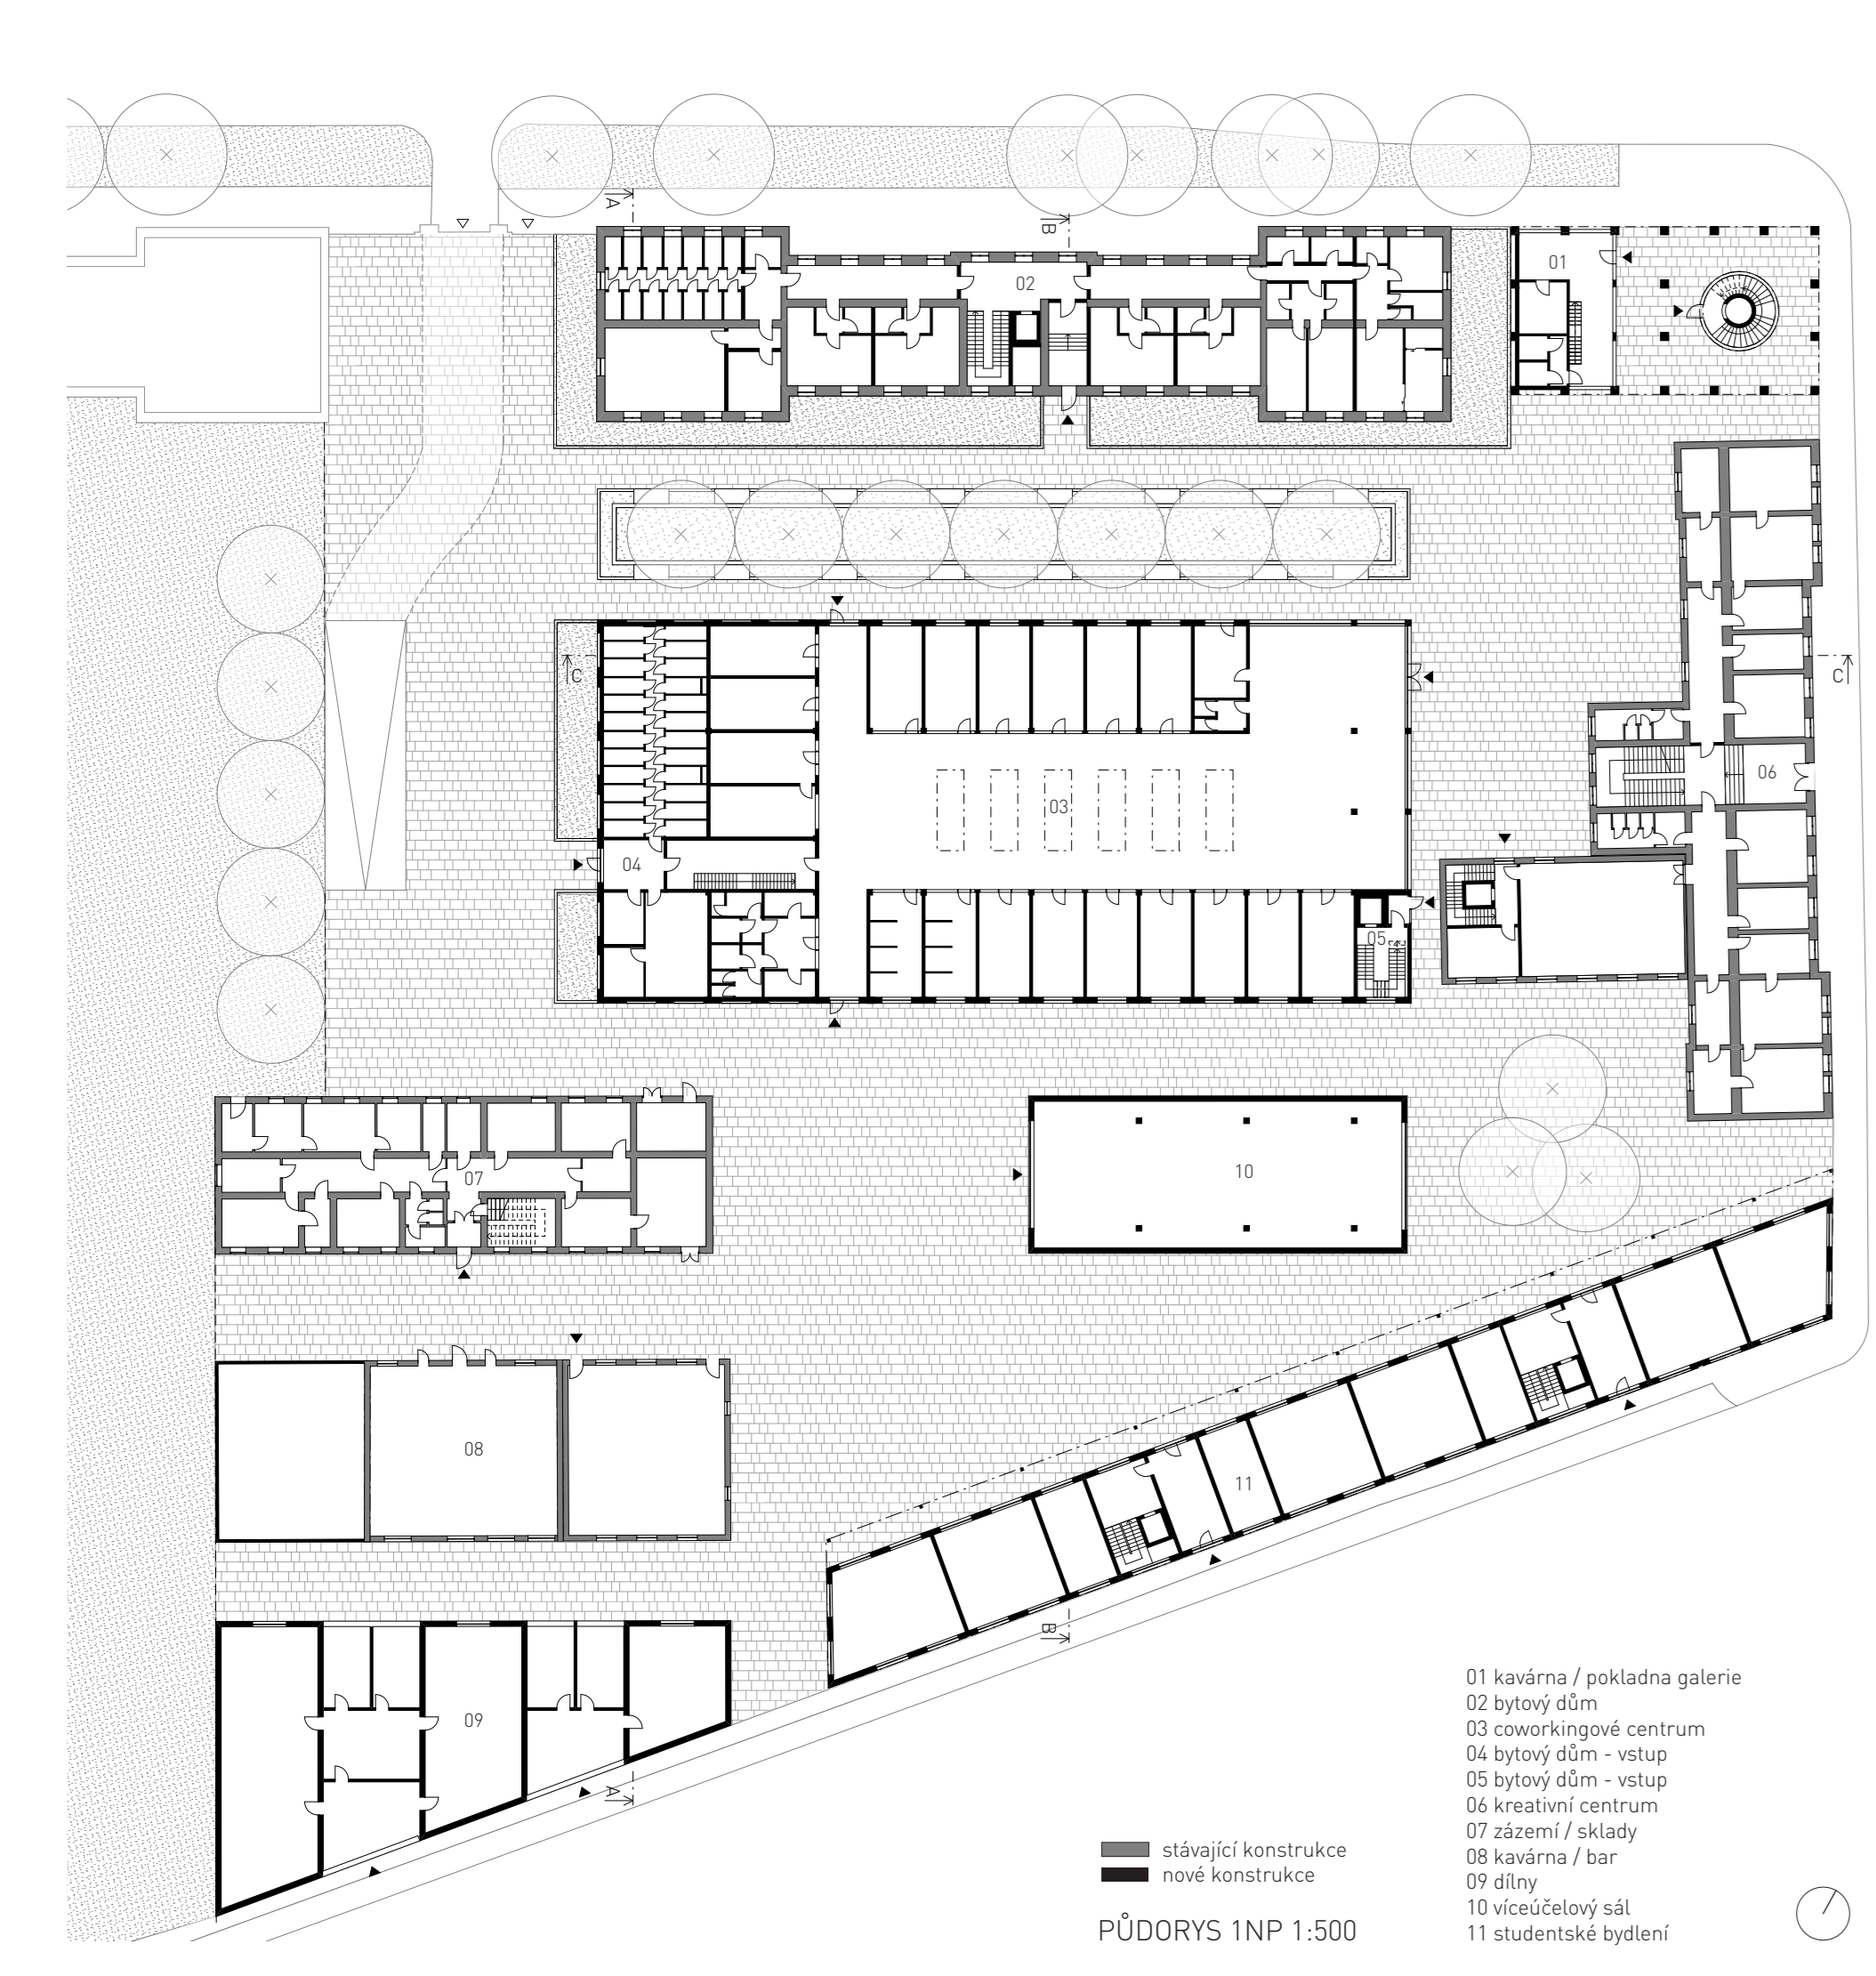 A
B
02
01
C
C
03
06
04
05
07
10
08
11
09
B
A
01 kavárna / pokladna galerie
02 bytový dům
03 coworkingové centrum
04 bytový dům - vstup
05 bytový dům - vstup
06 kreativní centrum
07 zázemí / sklady
08 kavárna / bar
09 dílny
10 víceúčelový sál
11 studentské bydlení
stávající konstrukce
nové konstrukce
PŮDORYS 1NP 1:500